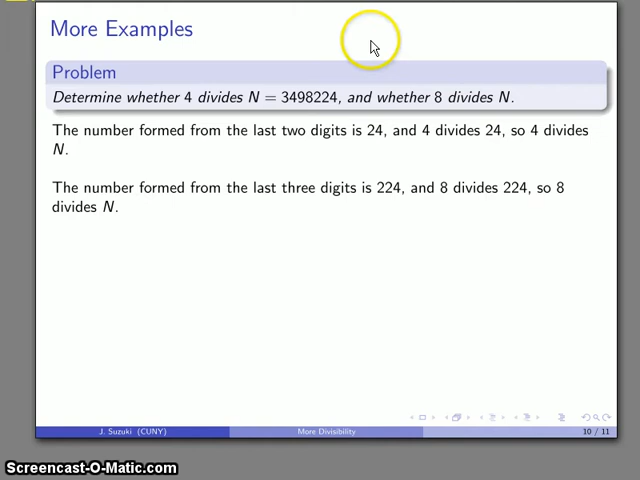 More Examples
Problem
Determine whether 4 divides N = 3498224, and whether 8 divides N.
The number formed from the last two digits is 24, and 4 divides 24, so 4 divides
N.
The number formed from the last three digits is 224, and 8 divides 224, so 8
divides N.
J. Suzuki (CUNY)
More Divisibility
10 / 11
Screencast-O-Matic.com